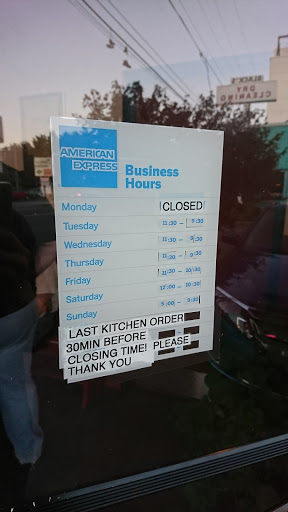 BLACK'S
DRY
CLEANING
AMERICAN
EXPRESS
Business
Hours
Monday CLOSED
Tuesday 11:30 – 9:30
Wednesday 11:30 – 9:30
Thursday 11:30 – 9:30
Friday 11:30 – 10:30
Saturday 12:00 – 10:30
Sunday 5:00 – 9:30
LAST KITCHEN ORDER
30MIN BEFORE
CLOSING TIME! PLEASE
THANK YOU